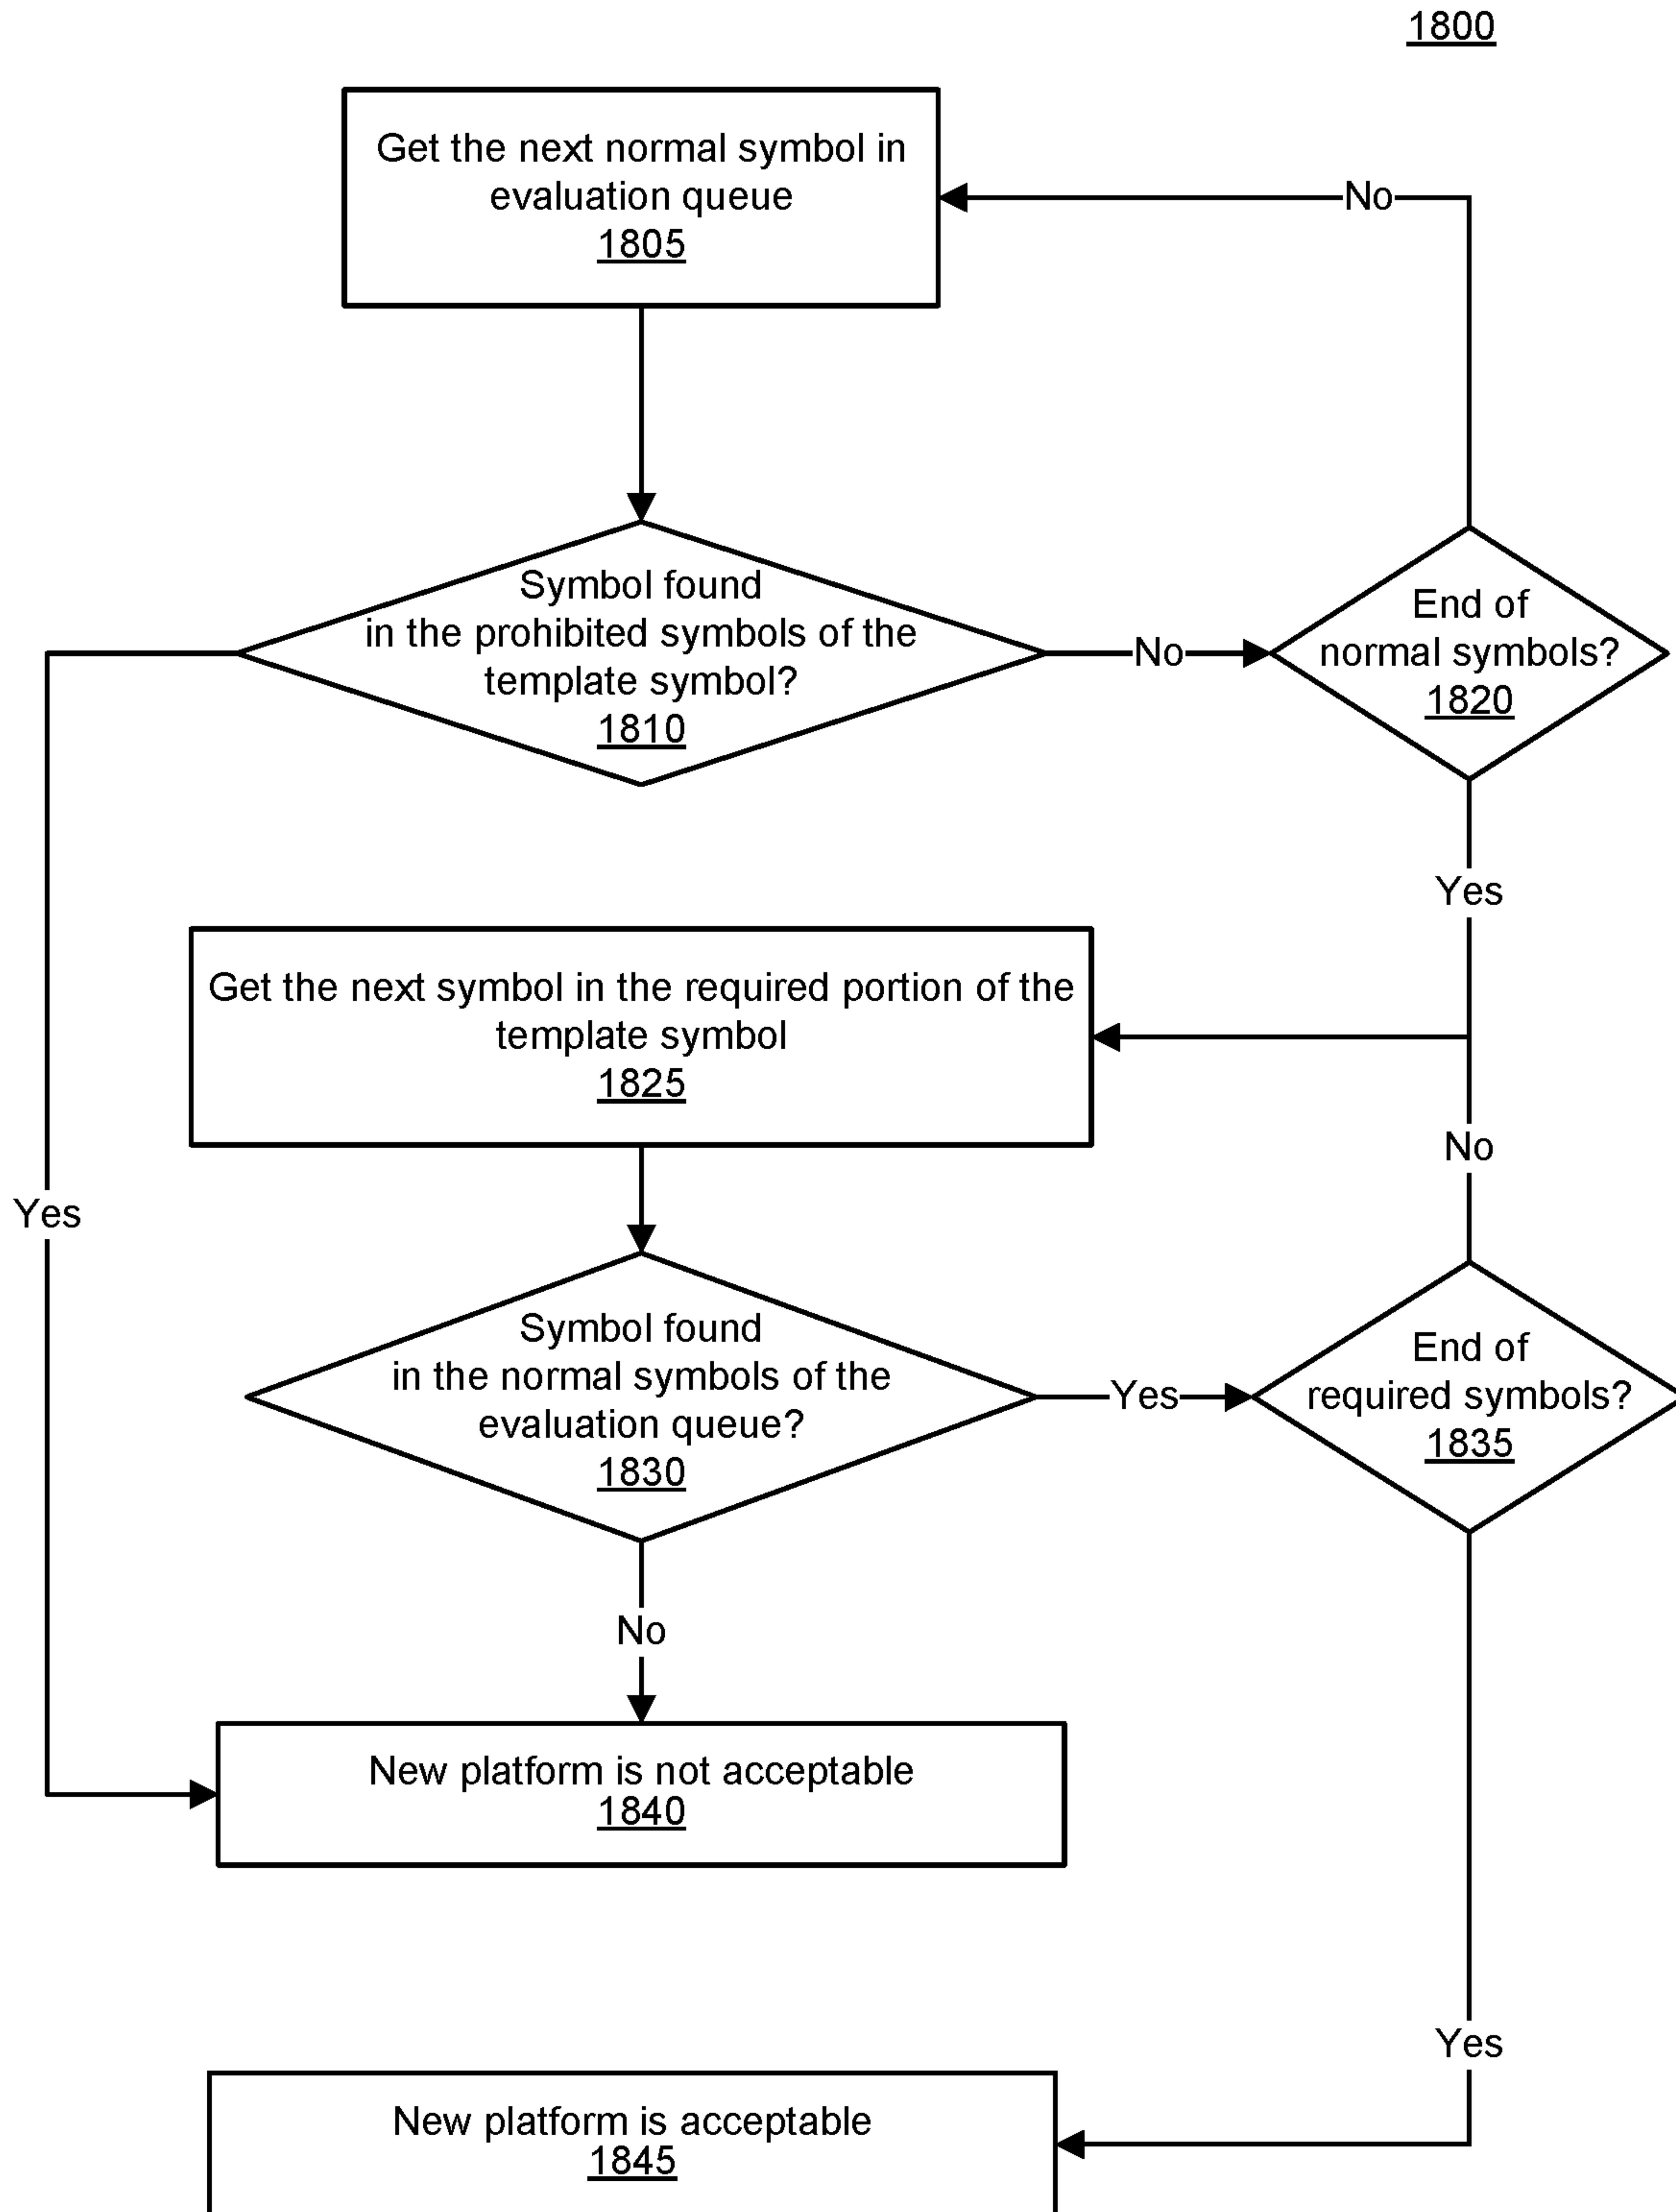 1800
Get the next normal symbol in
evaluation queue
1805
No
Symbol found
in the prohibited symbols of the
template symbol?
1810
No
End of
normal symbols?
1820
Yes
Get the next symbol in the required portion of the
template symbol
1825
No
Yes
Symbol found
in the normal symbols of the
evaluation queue?
1830
Yes
End of
required symbols?
1835
No
New platform is not acceptable
1840
Yes
New platform is acceptable
1845